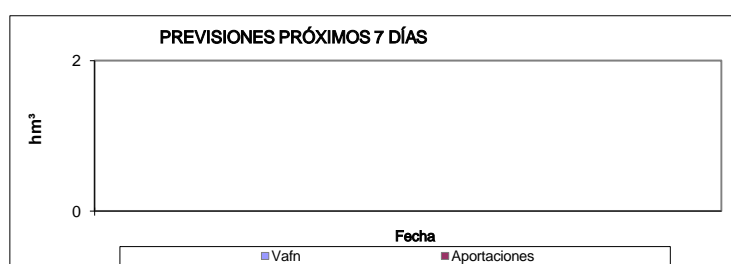 PREVISIONES PRÓXIMOS 7 DÍAS
2
hm³
0
Fecha
Vafn Aportaciones